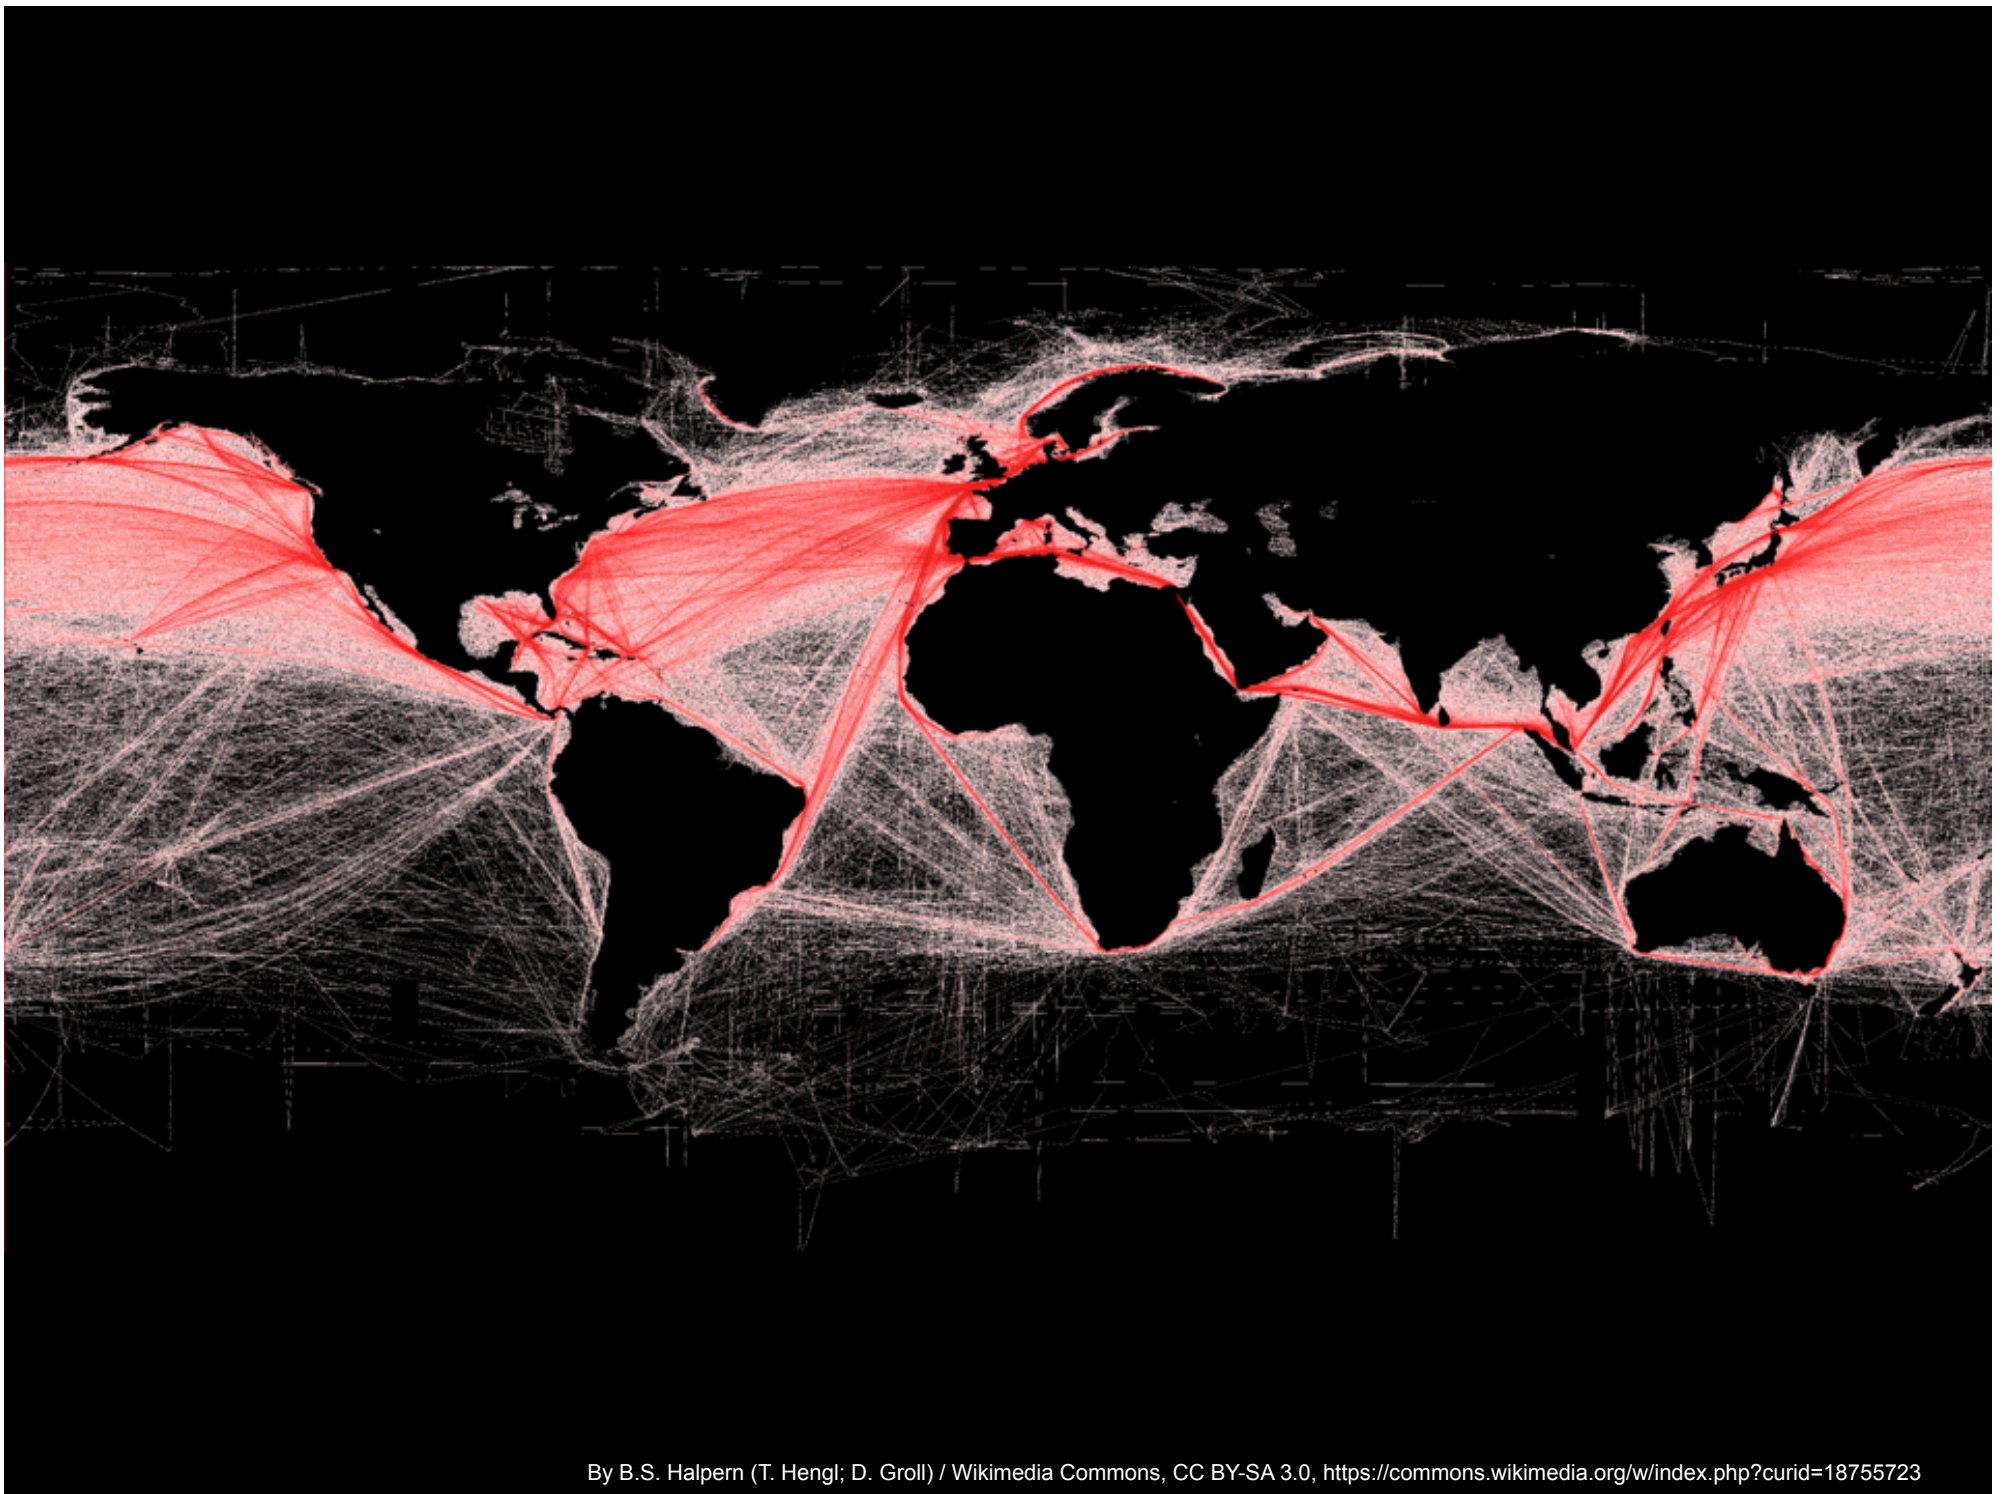 By B.S. Halpern (T. Hengl; D. Groll) / Wikimedia Commons, CC BY-SA 3.0, https://commons.wikimedia.org/w/index.php?curid=18755723